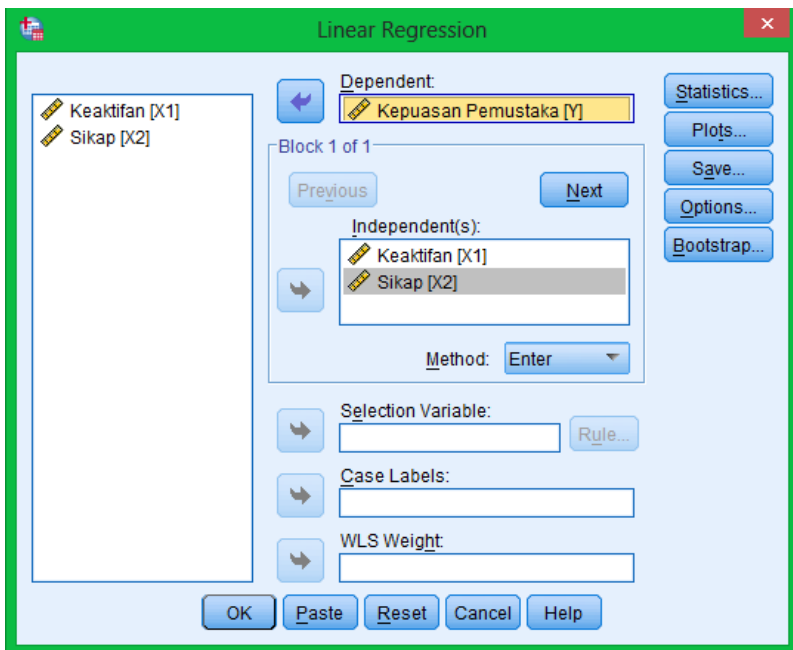 Linear Regression
Keaktifan [X1]
Sikap [X2]
Dependent:
Kepuasan Pemustaka [Y]
Block 1 of 1
Previous
Next
Independent(s):
Keaktifan [X1]
Sikap [X2]
Method:
Enter
Selection Variable:
Rule...
Case Labels:
WLS Weight:
Statistics...
Plots...
Save...
Options...
Bootstrap...
OK
Paste
Reset
Cancel
Help